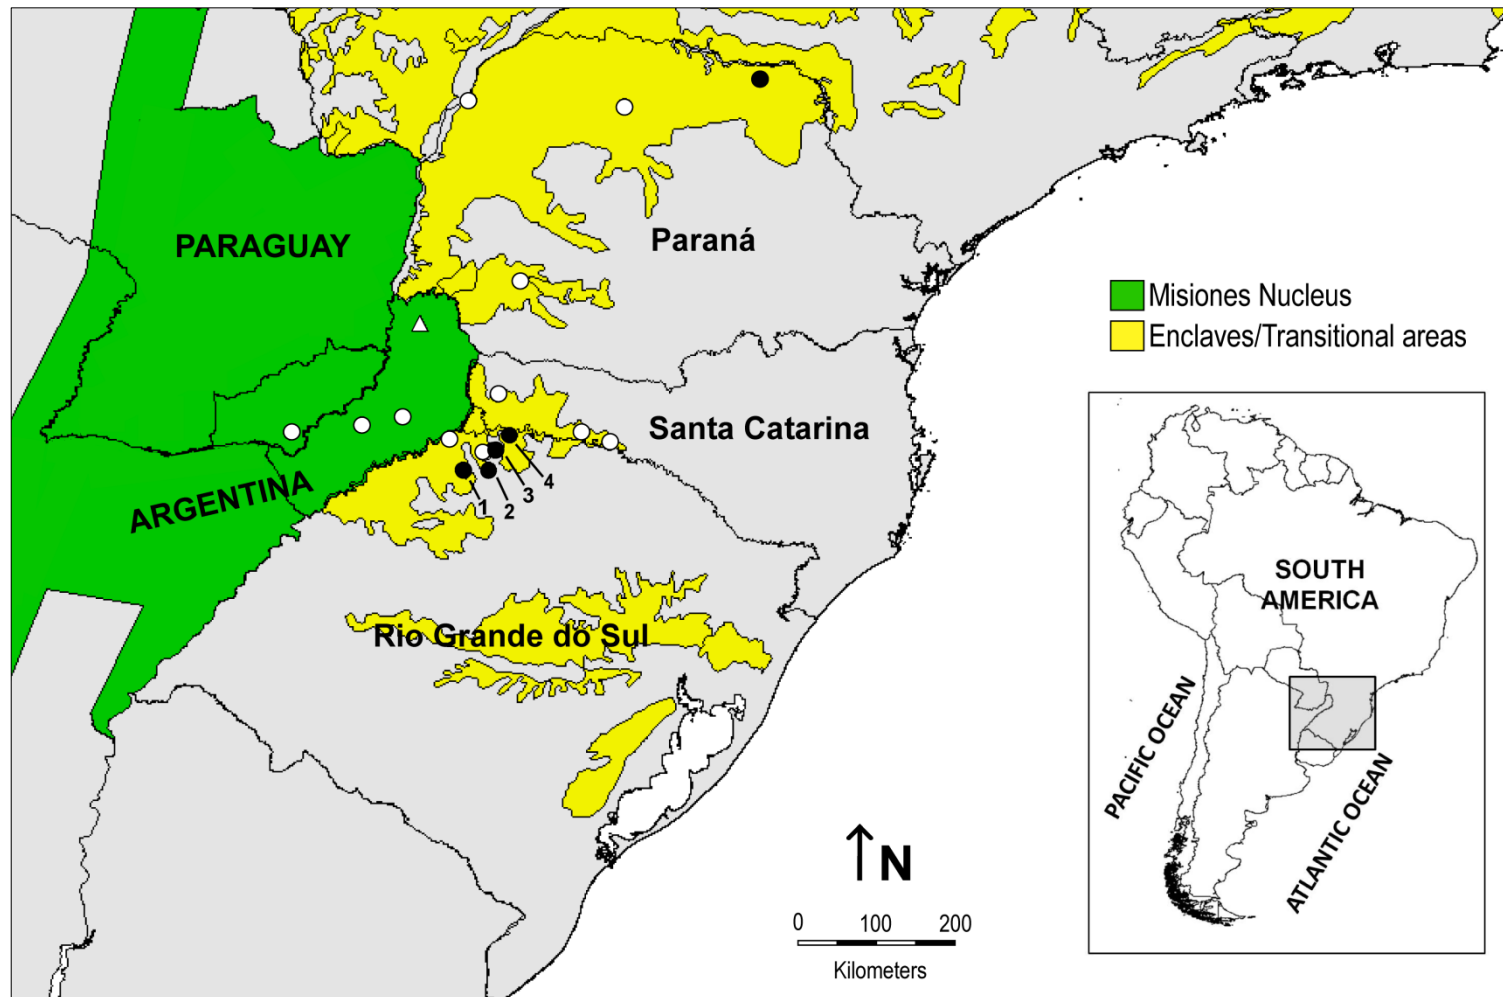 PARAGUAY
Paraná
Misiones Nucleus
Enclaves/Transitional areas
Santa Catarina
ARGENTINA
1
2
3
4
Rio Grande do Sul
N
0 100 200
Kilometers
SOUTH
AMERICA
PACIFIC OCEAN
ATLANTIC OCEAN